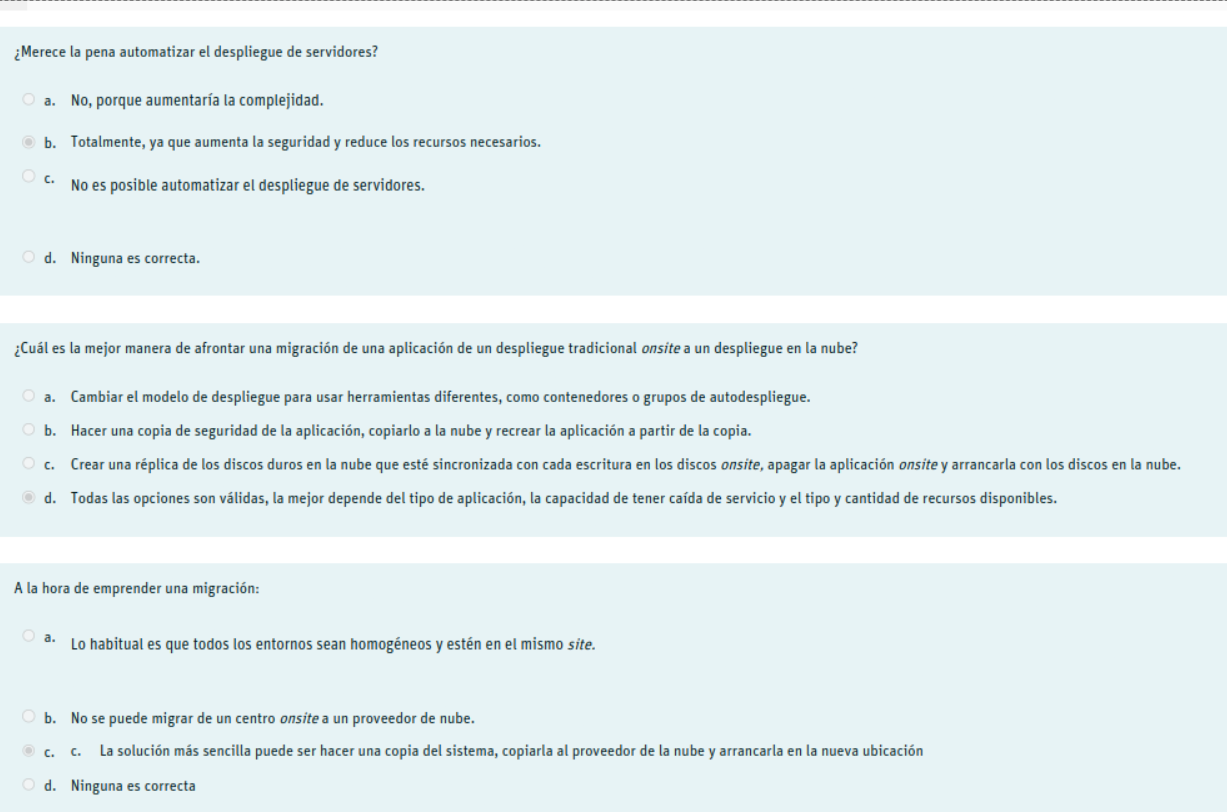 ¿Merece la pena automatizar el despliegue de servidores?
a. No, porque aumentaría la complejidad.
b. Totalmente, ya que aumenta la seguridad y reduce los recursos necesarios.
c. No es posible automatizar el despliegue de servidores.
d. Ninguna es correcta.
¿Cuál es la mejor manera de afrontar una migración de una aplicación de un despliegue tradicional onsite a un despliegue en la nube?
a. Cambiar el modelo de despliegue para usar herramientas diferentes, como contenedores o grupos de autodespliegue.
b. Hacer una copia de seguridad de la aplicación, copiarlo a la nube y recrear la aplicación a partir de la copia.
c. Crear una réplica de los discos duros en la nube que esté sincronizada con cada escritura en los discos onsite, apagar la aplicación onsite y arrancarla con los discos en la nube.
d. Todas las opciones son válidas, la mejor depende del tipo de aplicación, la capacidad de tener caída de servicio y el tipo y cantidad de recursos disponibles.
A la hora de emprender una migración:
a. Lo habitual es que todos los entornos sean homogéneos y estén en el mismo site.
b. No se puede migrar de un centro onsite a un proveedor de nube.
c. c. La solución más sencilla puede ser hacer una copia del sistema, copiarla al proveedor de la nube y arrancarla en la nueva ubicación
d. Ninguna es correcta